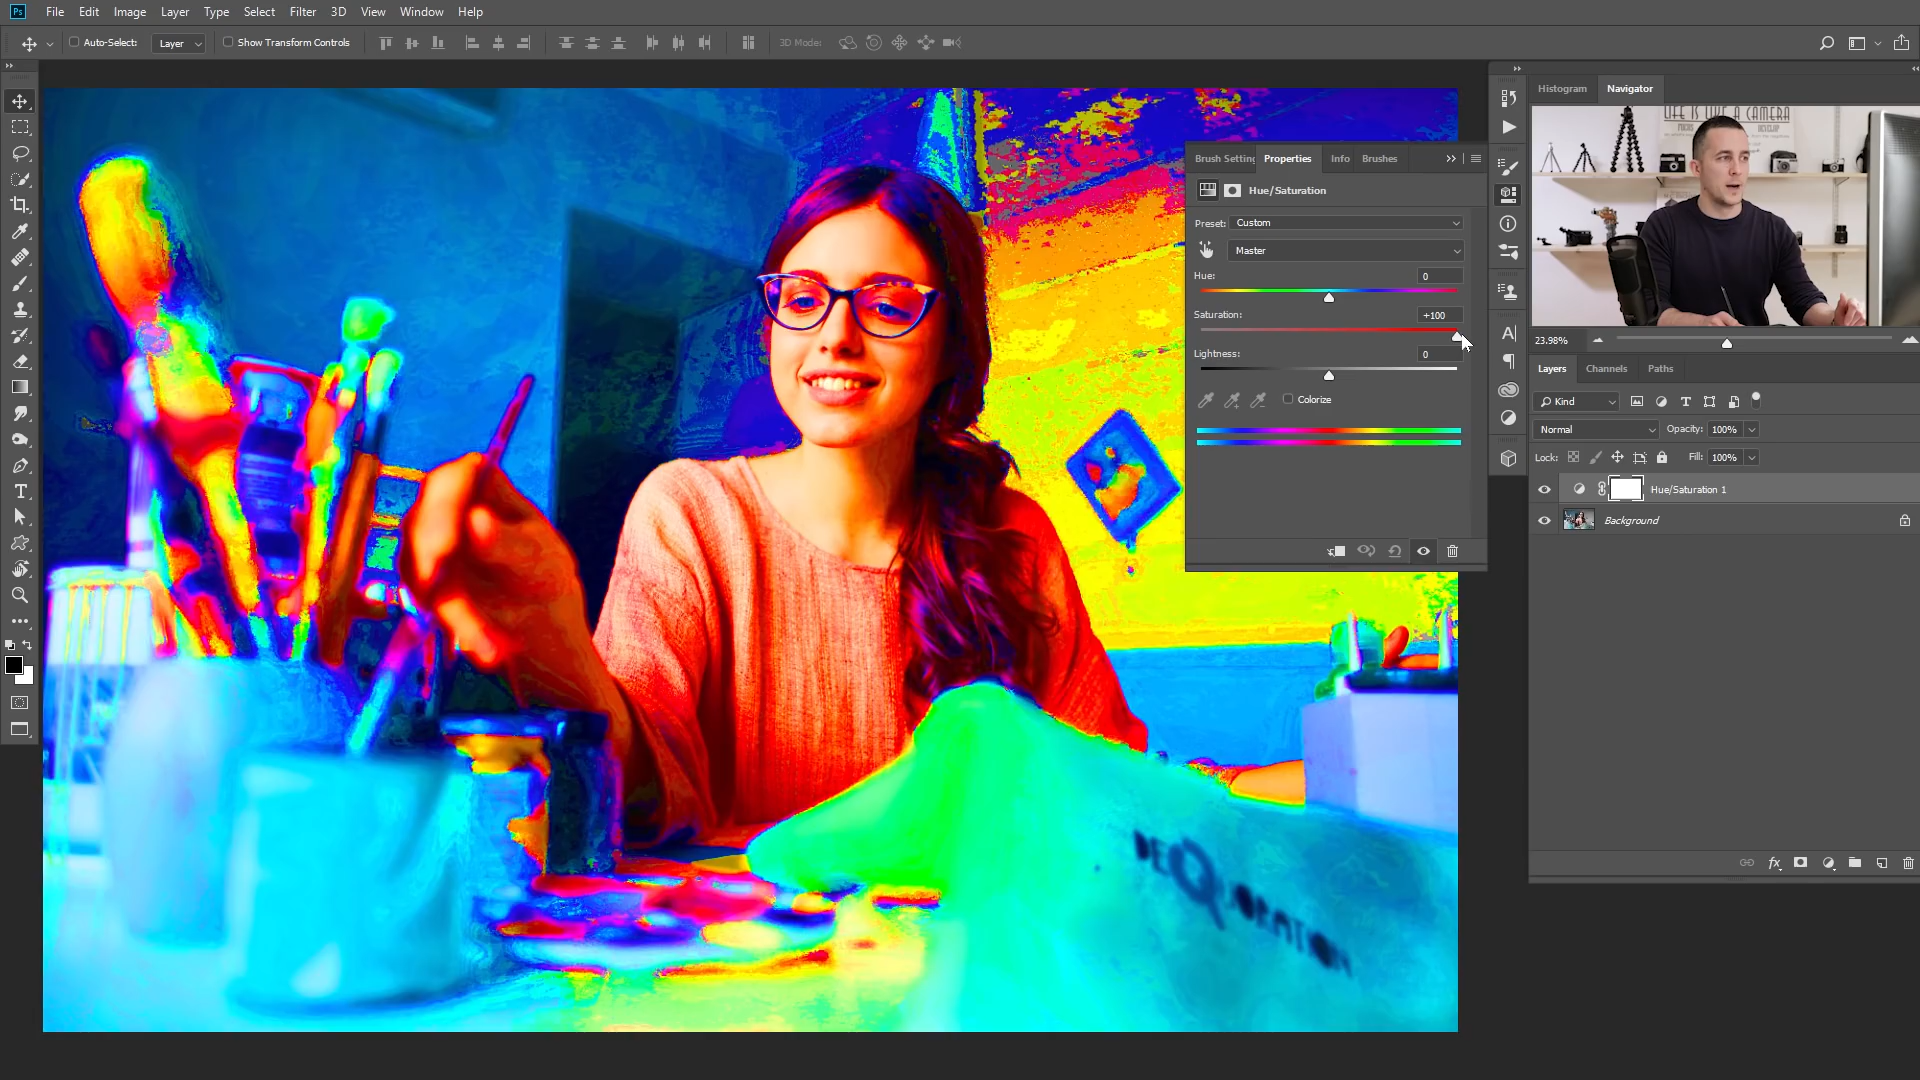 Ps File Edit Image Layer Type Select Filter 3D View Window Help
Auto-Select: Layer Show Transform Controls 3D Mode:
Histogram Navigator
LIFE IS LIKE A CAMERA
23.98%
Brush Setting Properties Info Brushes
Hue/Saturation
Preset: Custom
Master
Hue: 0
Saturation: +100
Lightness: 0
Colorize
Layers Channels Paths
Kind
Normal Opacity: 100%
Lock: Fill: 100%
Hue/Saturation 1
Background